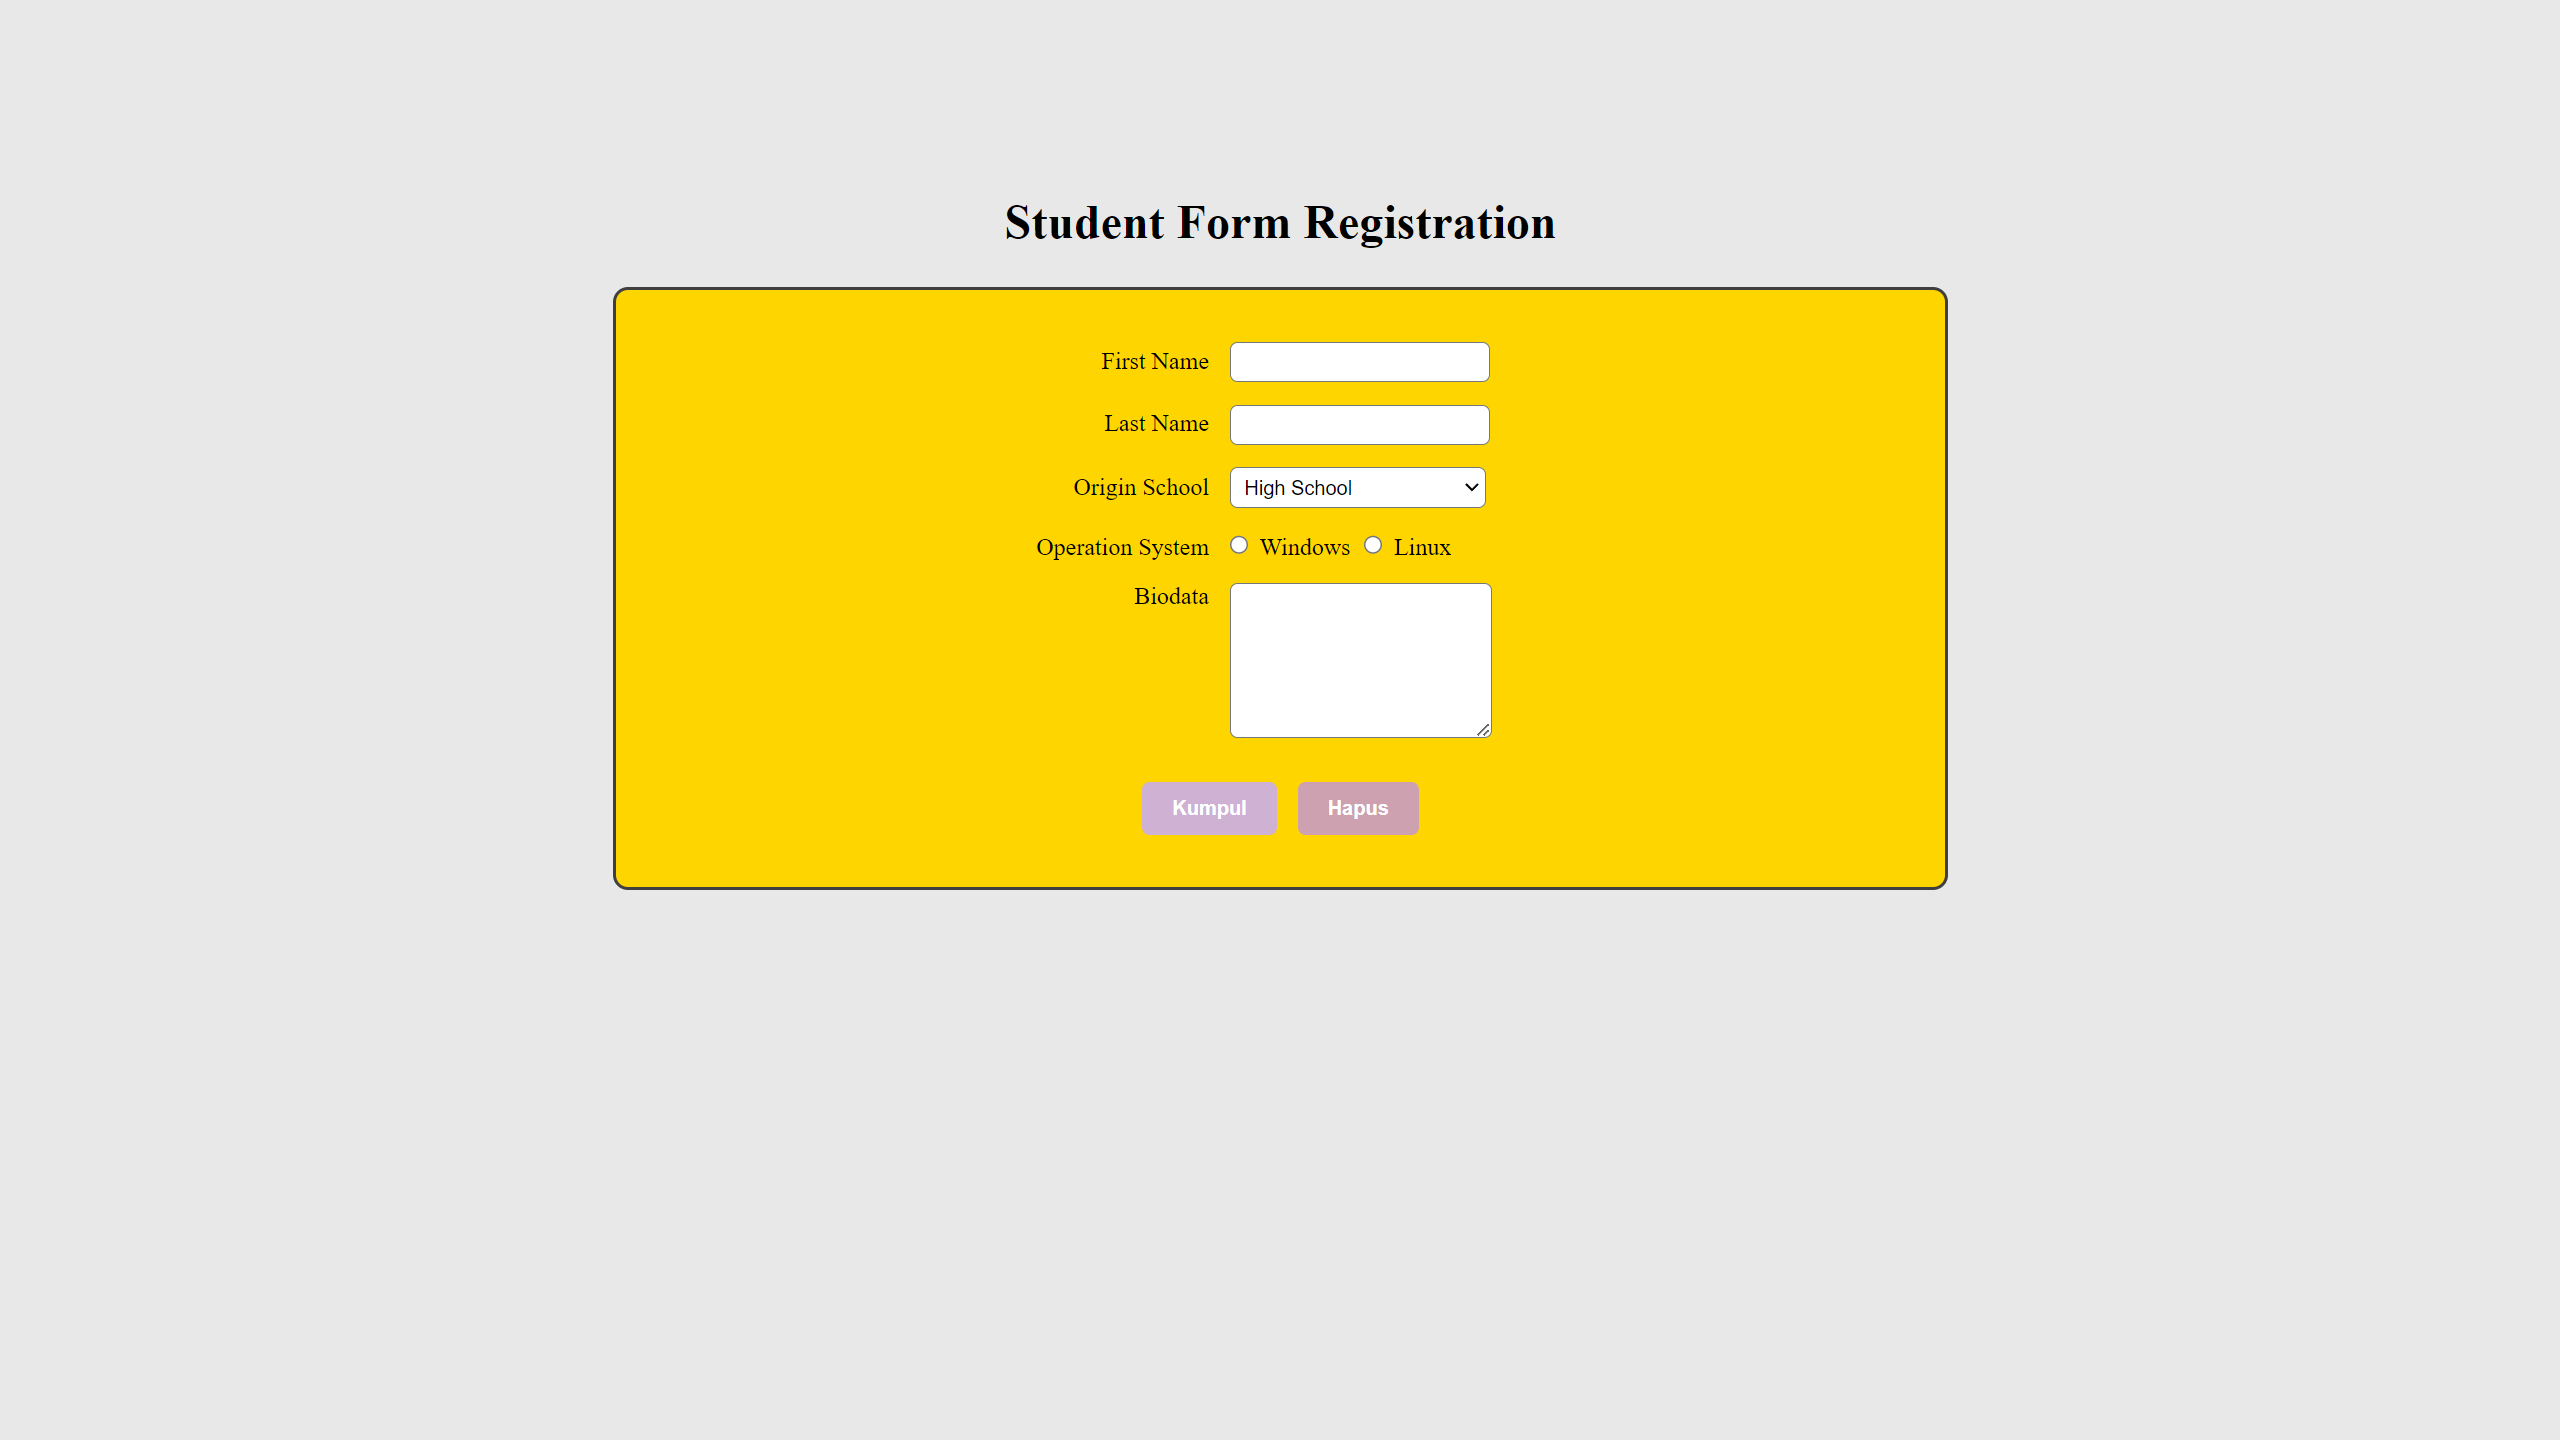 Student Form Registration
First Name
Last Name
Origin School High School
Operation System Windows Linux
Biodata
Kumpul Hapus